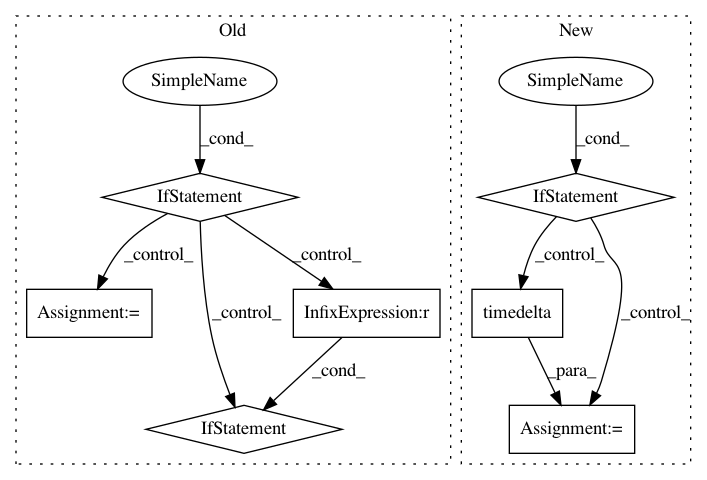 Old
New
SimpleName
SimpleName
_cond_
_cond_
IfStatement
IfStatement
_control_
_control_
_control_
_control_
_control_
Assignment:=
InfixExpression:r
timedelta
_cond_
_para_
IfStatement
Assignment:=